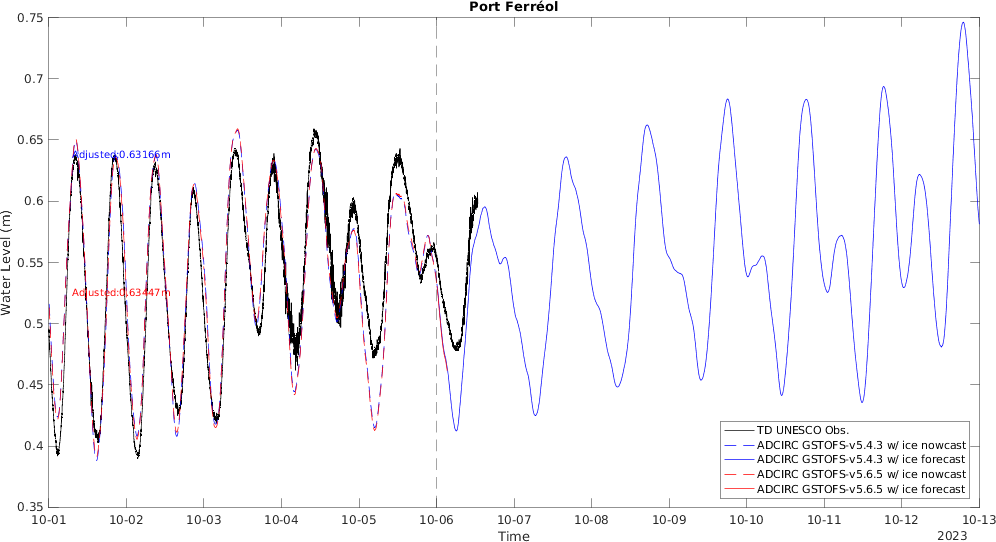 Port Ferréol
0.75
0.7
0.65
0.6
0.55
0.5
0.45
0.4
0.35
Water Level (m)
Adjusted:0.63166m
Adjusted:0.63447m
TD UNESCO Obs.
ADCIRC GSTOFS-v5.4.3 w/ ice nowcast
ADCIRC GSTOFS-v5.4.3 w/ ice forecast
ADCIRC GSTOFS-v5.6.5 w/ ice nowcast
ADCIRC GSTOFS-v5.6.5 w/ ice forecast
10-01 10-02 10-03 10-04 10-05 10-06 10-07 10-08 10-09 10-10 10-11 10-12 10-13
Time
2023